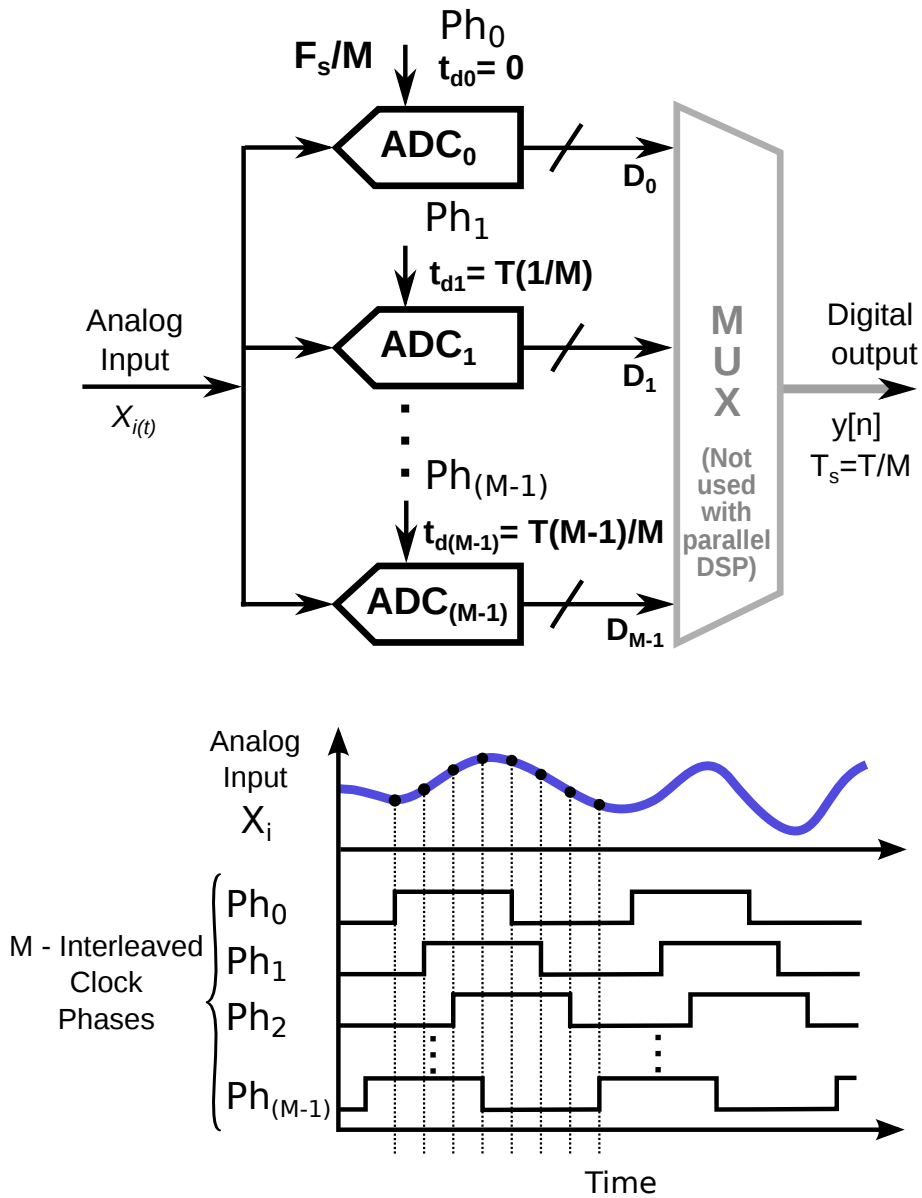 Ph0
Fs/M
td0= 0
ADC0
D0
Ph1
td1= T(1/M)
ADC1
D1
Analog
Input
Xi(t)
Ph(M-1)
td(M-1)= T(M-1)/M
ADC(M-1)
DM-1
M
U
X
(Not
used
with
parallel
DSP)
Digital
output
y[n]
Ts=T/M
Analog
Input
Xi
M - Interleaved
Clock
Phases
Ph0
Ph1
Ph2
Ph(M-1)
Time